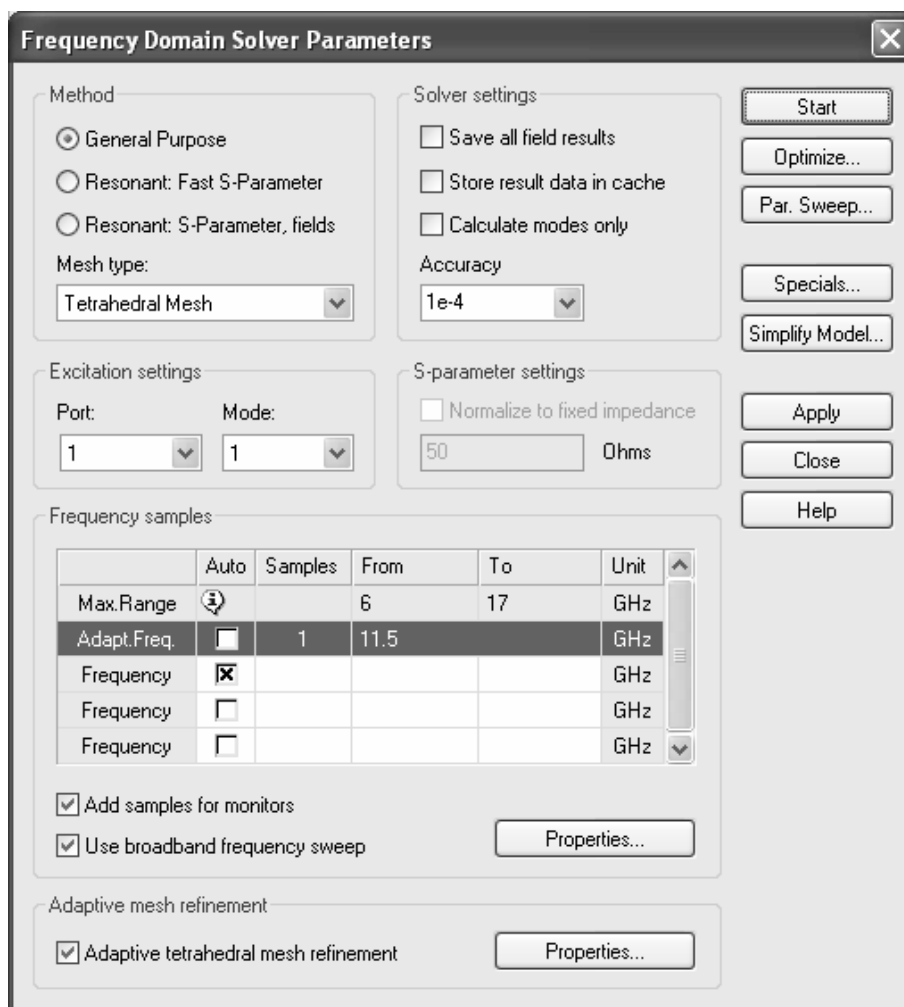 Frequency Domain Solver Parameters
Method
General Purpose
Resonant: Fast S-Parameter
Resonant: S-Parameter, fields
Mesh type:
Tetrahedral Mesh
Solver settings
Save all field results
Store result data in cache
Calculate modes only
Accuracy
1e-4
Start
Optimize...
Par. Sweep...
Specials...
Simplify Model...
Apply
Close
Help
Excitation settings
Port: Mode:
1 1
S-parameter settings
Normalize to fixed impedance
50 Ohms
Frequency samples
Auto Samples From To Unit
Max.Range 6 17 GHz
Adapt.Freq. 1 11.5 GHz
Frequency GHz
Frequency GHz
Frequency GHz
Add samples for monitors
Use broadband frequency sweep
Properties...
Adaptive mesh refinement
Adaptive tetrahedral mesh refinement
Properties...